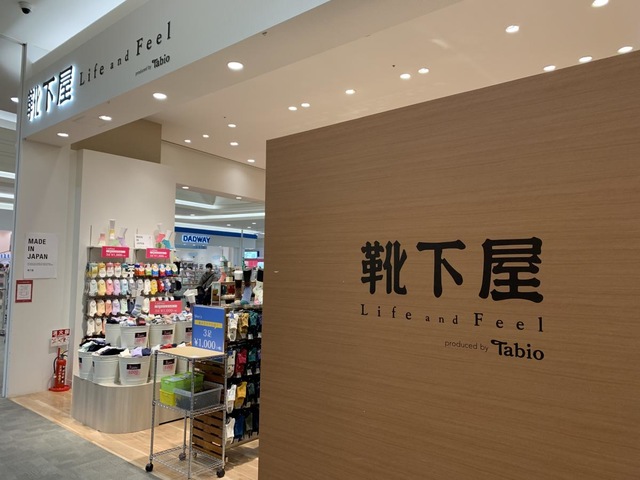 靴下屋
Life and Feel
produced by Tabio
MADE
IN
JAPAN
DADWAY
3足
¥1,000
靴下屋
Life and Feel
produced by Tabio